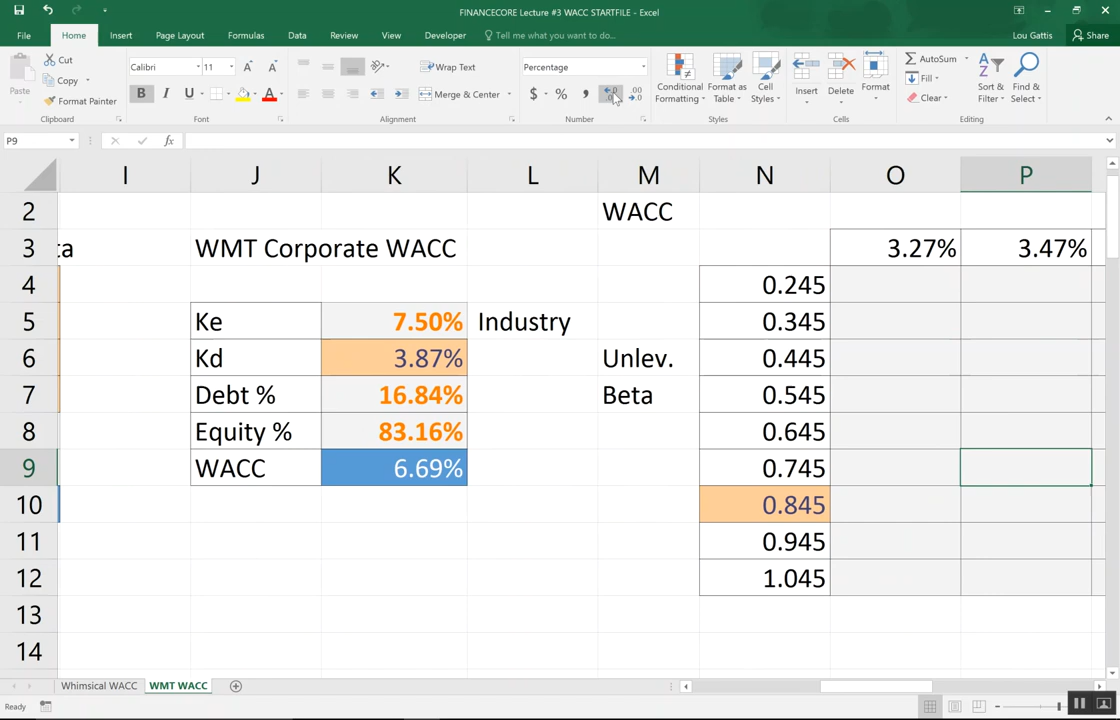 FINANCECORE Lecture #3 WACC STARTFILE - Excel
File Home Insert Page Layout Formulas Data Review View Developer Tell me what you want to do... Lou Gattis Share
Paste Cut Copy Format Painter Clipboard
Calibri 11 A A B I U A Font
Wrap Text Merge & Center Alignment
Percentage $ % , Number
Conditional Formatting Format as Table Cell Styles Styles
Insert Delete Format Cells
AutoSum Fill Clear Sort & Filter Find & Select Editing
P9 fx
I J K L M N O P
2 WACC
3 ta WMT Corporate WACC 3.27% 3.47%
4 0.245
5 Ke 7.50% Industry 0.345
6 Kd 3.87% Unlev. 0.445
7 Debt % 16.84% Beta 0.545
8 Equity % 83.16% 0.645
9 WACC 6.69% 0.745
10 0.845
11 0.945
12 1.045
13
14
Whimsical WACC WMT WACC
Ready